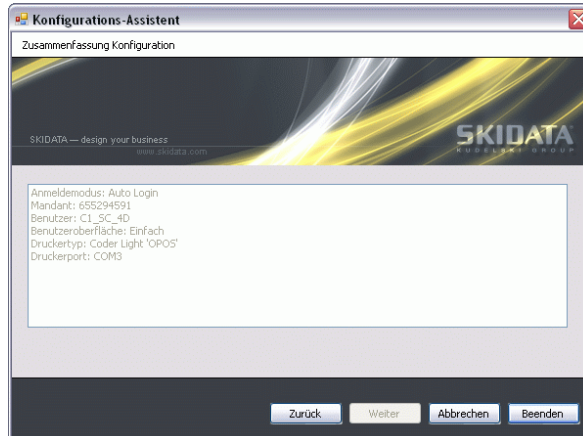 Konfigurations-Assistent
Zusammenfassung Konfiguration
SKIDATA — design your business
www.skidata.com
SKIDATA
KUDELSKI GROUP
Anmeldemodus: Auto Login
Mandant: 655294591
Benutzer: C1_SC_4D
Benutzeroberfläche: Einfach
Druckertyp: Coder Light 'OPOS'
Druckerport: COM3
Zurück Weiter Abbrechen Beenden